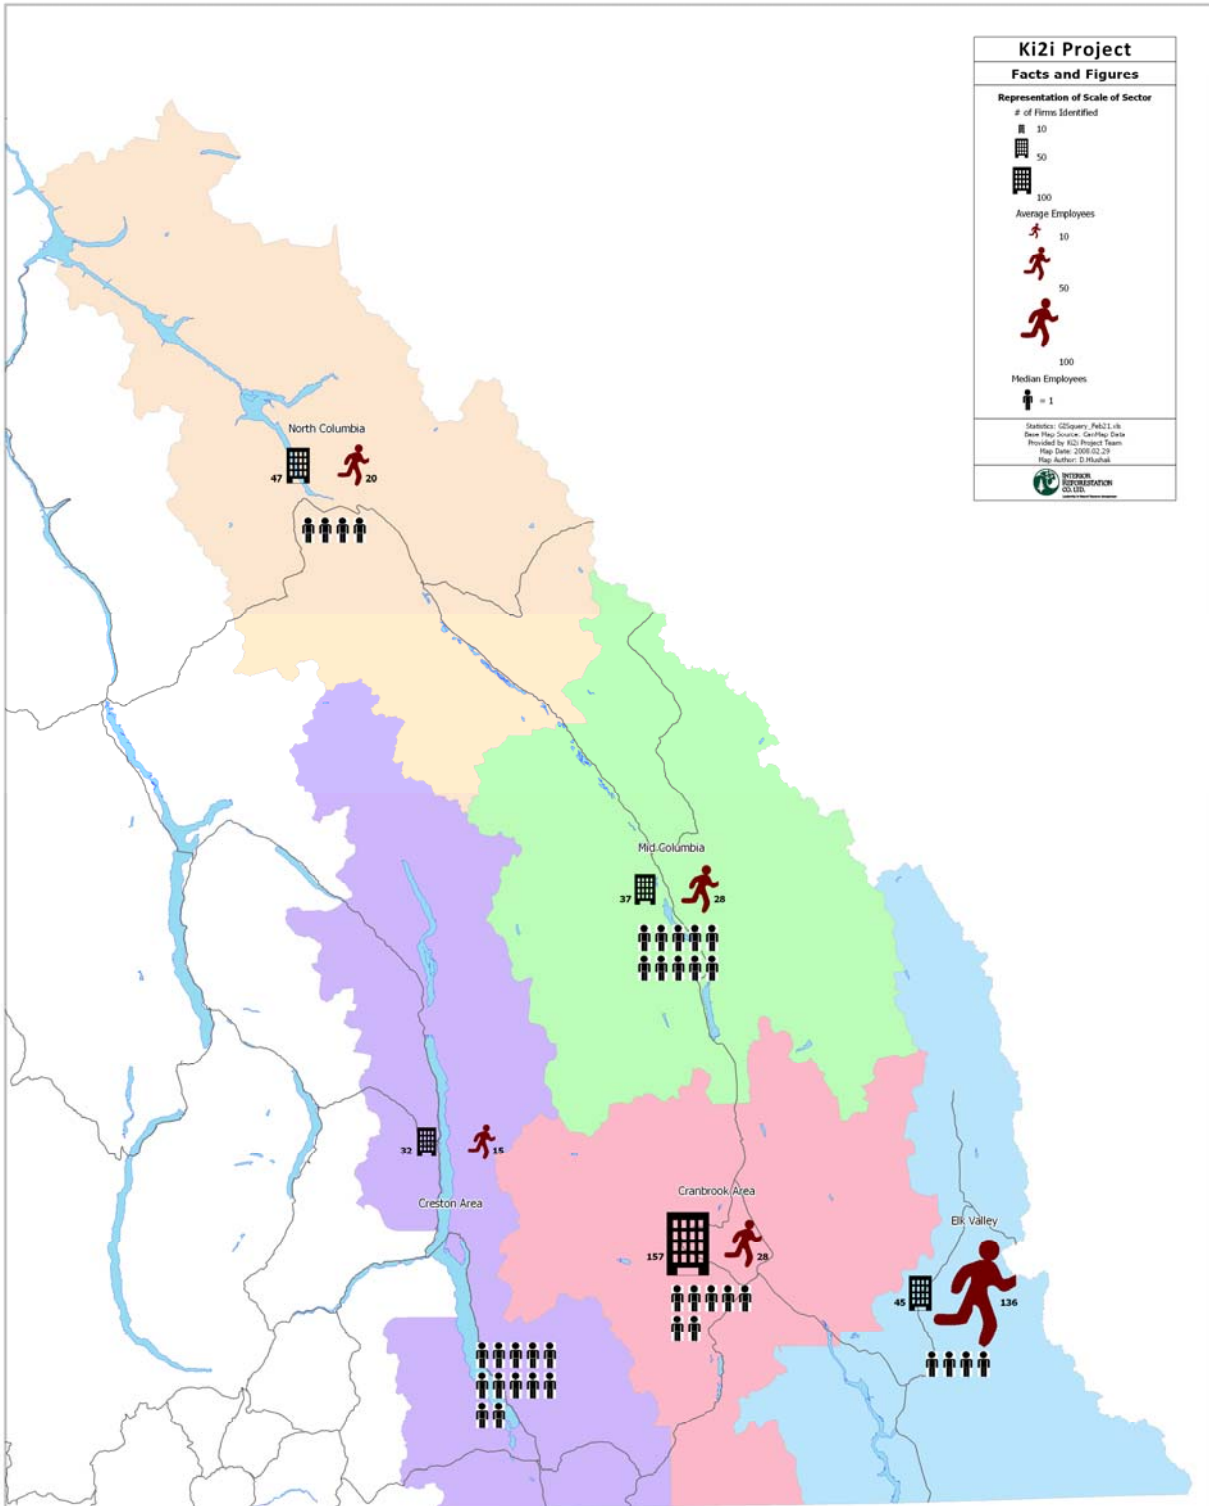 Ki2i Project
Facts and Figures
Representation of Scale of Sector
# of Firms Identified
10
50
100
Average Employees
10
50
100
Median Employees
= 1
Statistics: GISquery_Feb21.xls
Base Map Source: CanMap Data
Provided by Ki2i Project Team
Map Date: 2008.02.29
Map Author: D.Hlushak
INTERIOR
REFORESTATION
CO. LTD.
North Columbia
47
20
Mid Columbia
37
28
32
15
Creston Area
Cranbrook Area
157
28
Elk Valley
45
136